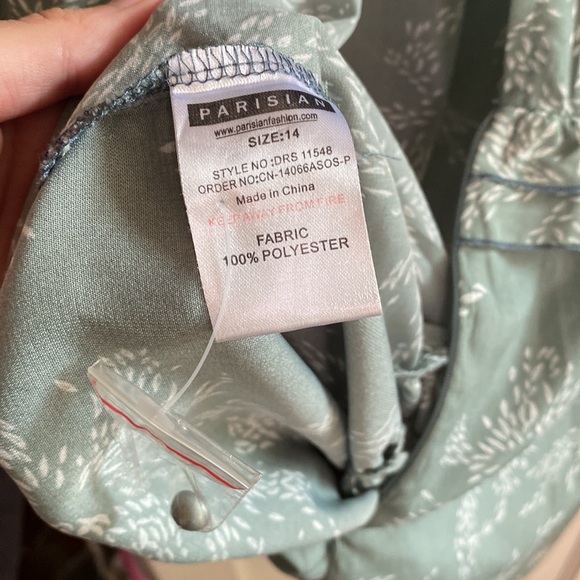 PARISIAN
www.parisianfashion.com
SIZE:14
STYLE NO:DRS 11548
ORDER NO:CN-14066ASOS-P
Made in China
KEEP AWAY FROM FIRE
FABRIC
100% POLYESTER